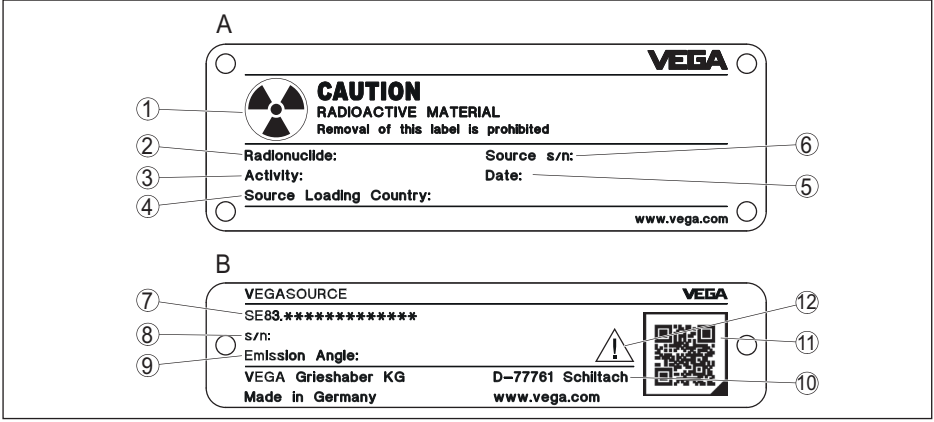 A
VEGA
CAUTION
RADIOACTIVE MATERIAL
Removal of this label is prohibited
1
2
Radionuclide:
Source s/n:
6
3
Activity:
Date:
5
4
Source Loading Country:
www.vega.com
B
VEGASOURCE
VEGA
7
SE83.*************
12
8
s/n:
11
9
Emission Angle:
VEGA Grieshaber KG
D-77761 Schiltach
10
Made in Germany
www.vega.com